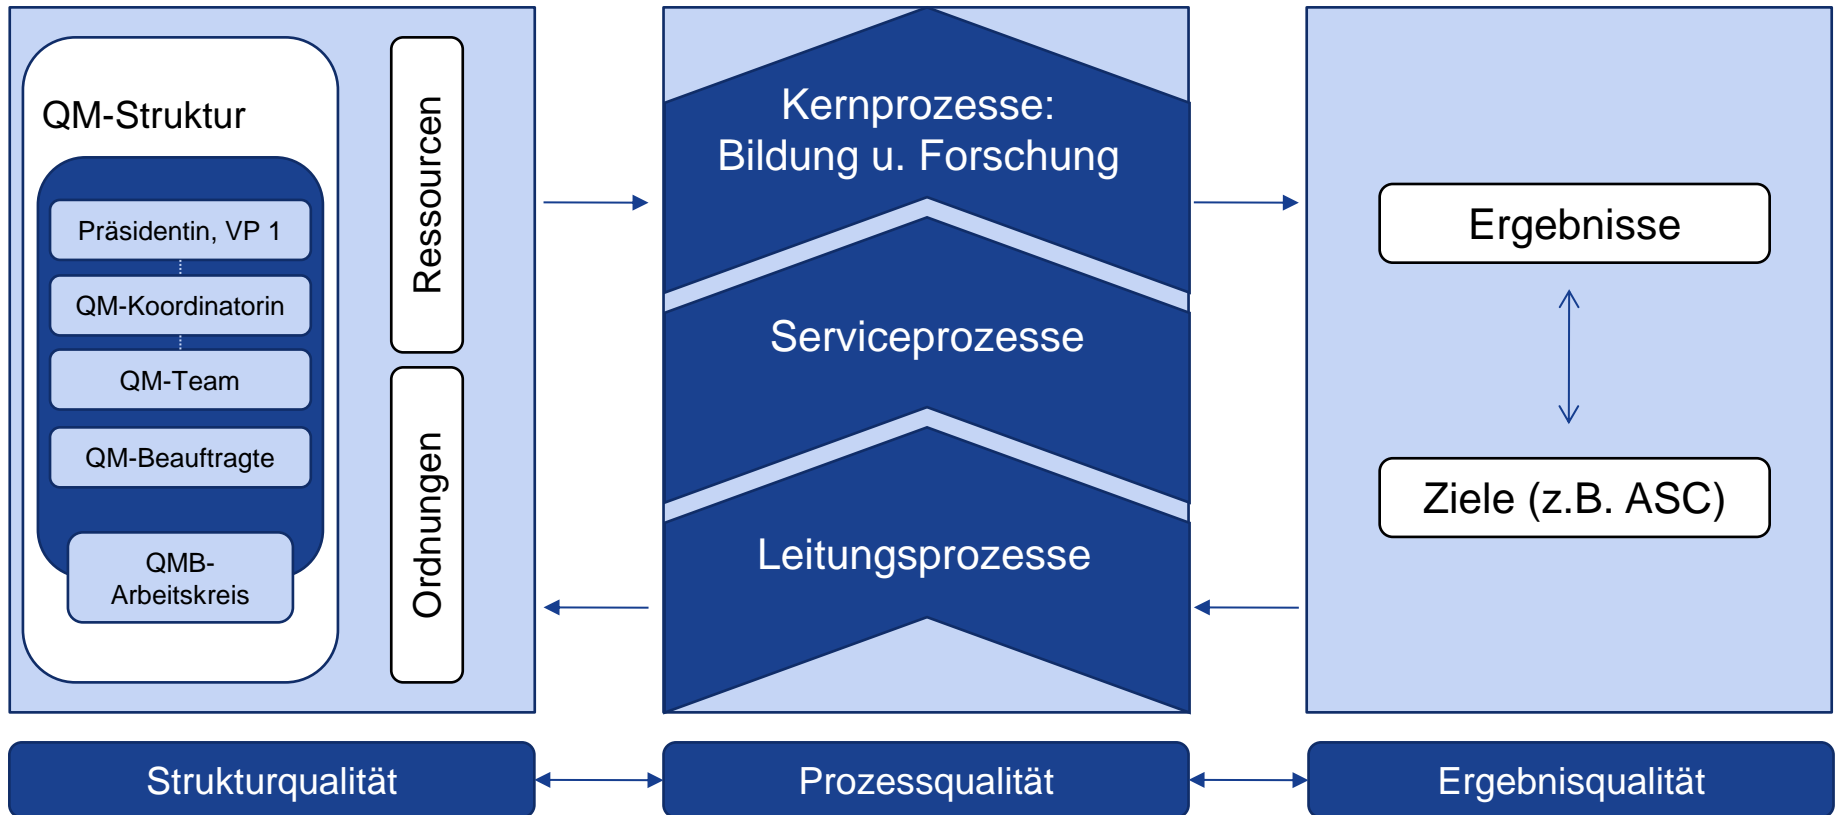 QM-Struktur
Präsidentin, VP 1
QM-Koordinatorin
QM-Team
QM-Beauftragte
QMB-
Arbeitskreis
Ressourcen
Ordnungen
Kernprozesse:
Bildung u. Forschung
Serviceprozesse
Leitungsprozesse
Ergebnisse
Ziele (z.B. ASC)
Strukturqualität
Prozessqualität
Ergebnisqualität